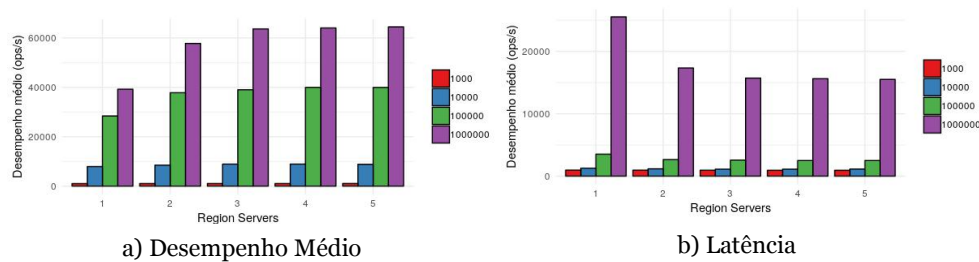 Desempenho médio (ops/s)
60000
40000
20000
0
1 2 3 4 5
Region Servers
1000
10000
100000
1000000
a) Desempenho Médio
Desempenho médio (ops/s)
20000
10000
0
1 2 3 4 5
Region Servers
1000
10000
100000
1000000
b) Latência